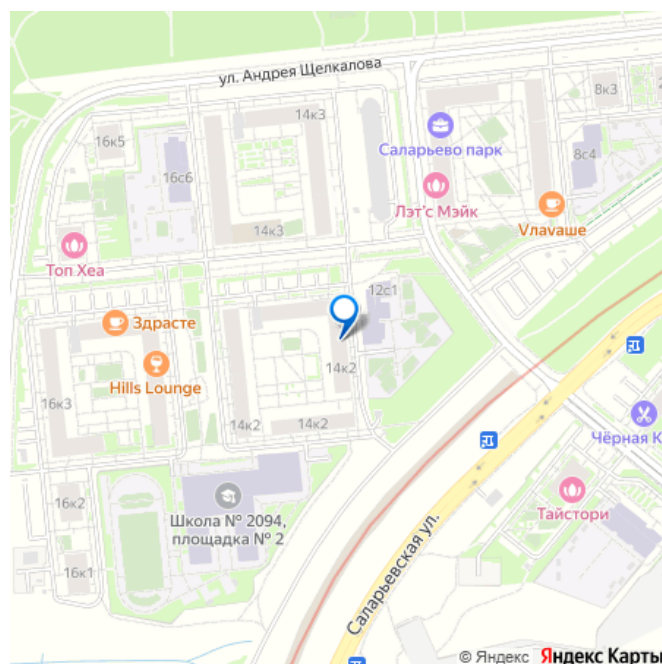 ул. Андрея Щелкалова
8к3
14к3
16к5
Саларьево парк
8с4
16с6
Лэт'с Мэйк
Vлаvаше
14к3
Топ Хеа
12с1
Здрасте
14к2
Hills Lounge
16к3
14к2
14к2
Чёрная К
16к2
Школа № 2094,
площадка № 2
Тайстори
Саларьевская ул.
16к1
© Яндекс Яндекс Карты